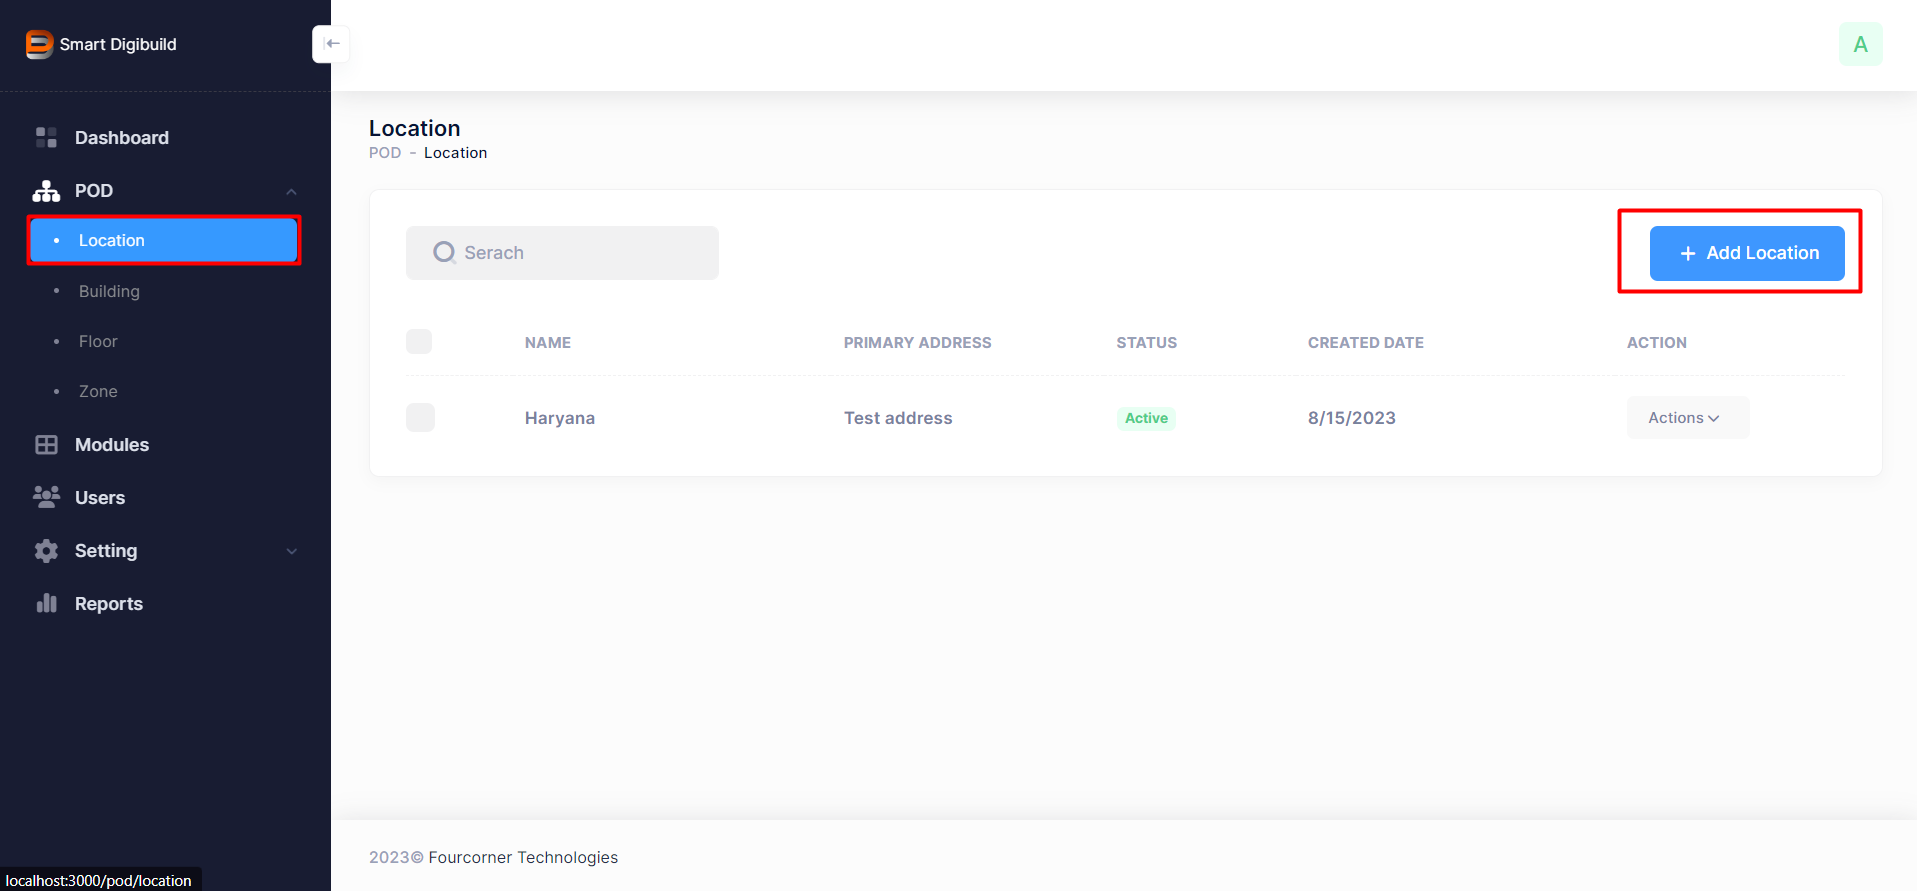 Smart Digibuild
A
Dashboard
POD
Location
Building
Floor
Zone
Modules
Users
Setting
Reports
Location
POD - Location
Serach
+ Add Location
NAME PRIMARY ADDRESS STATUS CREATED DATE ACTION
Haryana Test address Active 8/15/2023 Actions
2023© Fourcorner Technologies
localhost:3000/pod/location